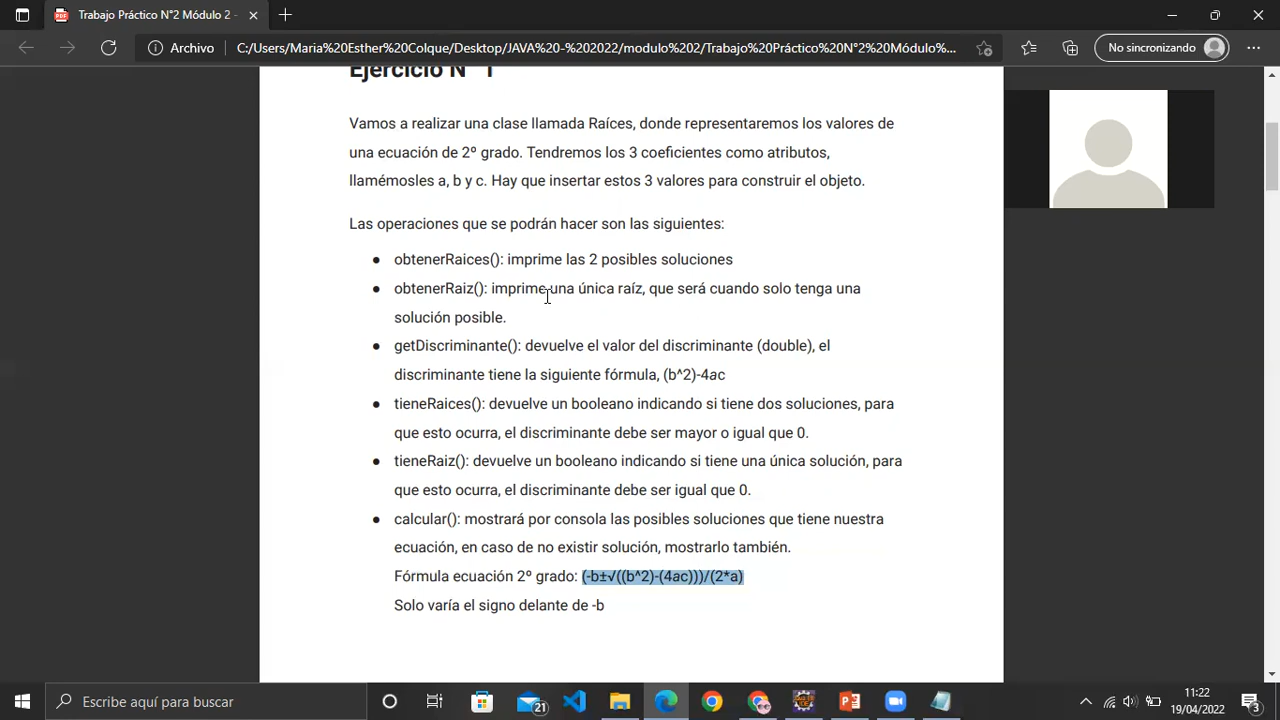 Trabajo Práctico N°2 Módulo 2 -
Archivo
C:/Users/Maria%20Esther%20Colque/Desktop/JAVA%20-%202022/modulo%202/Trabajo%20Práctico%20N°2%20Módulo%...
No sincronizando
Ejercicio N° 1
Vamos a realizar una clase llamada Raíces, donde representaremos los valores de
una ecuación de 2º grado. Tendremos los 3 coeficientes como atributos,
llamémosles a, b y c. Hay que insertar estos 3 valores para construir el objeto.
Las operaciones que se podrán hacer son las siguientes:
● obtenerRaices(): imprime las 2 posibles soluciones
● obtenerRaiz(): imprime una única raíz, que será cuando solo tenga una
solución posible.
● getDiscriminante(): devuelve el valor del discriminante (double), el
discriminante tiene la siguiente fórmula, (b^2)-4ac
● tieneRaices(): devuelve un booleano indicando si tiene dos soluciones, para
que esto ocurra, el discriminante debe ser mayor o igual que 0.
● tieneRaiz(): devuelve un booleano indicando si tiene una única solución, para
que esto ocurra, el discriminante debe ser igual que 0.
● calcular(): mostrará por consola las posibles soluciones que tiene nuestra
ecuación, en caso de no existir solución, mostrarlo también.
Fórmula ecuación 2º grado: (-b±√((b^2)-(4ac)))/(2*a)
Solo varía el signo delante de -b
Escribe aquí para buscar
21
11:22
19/04/2022
3